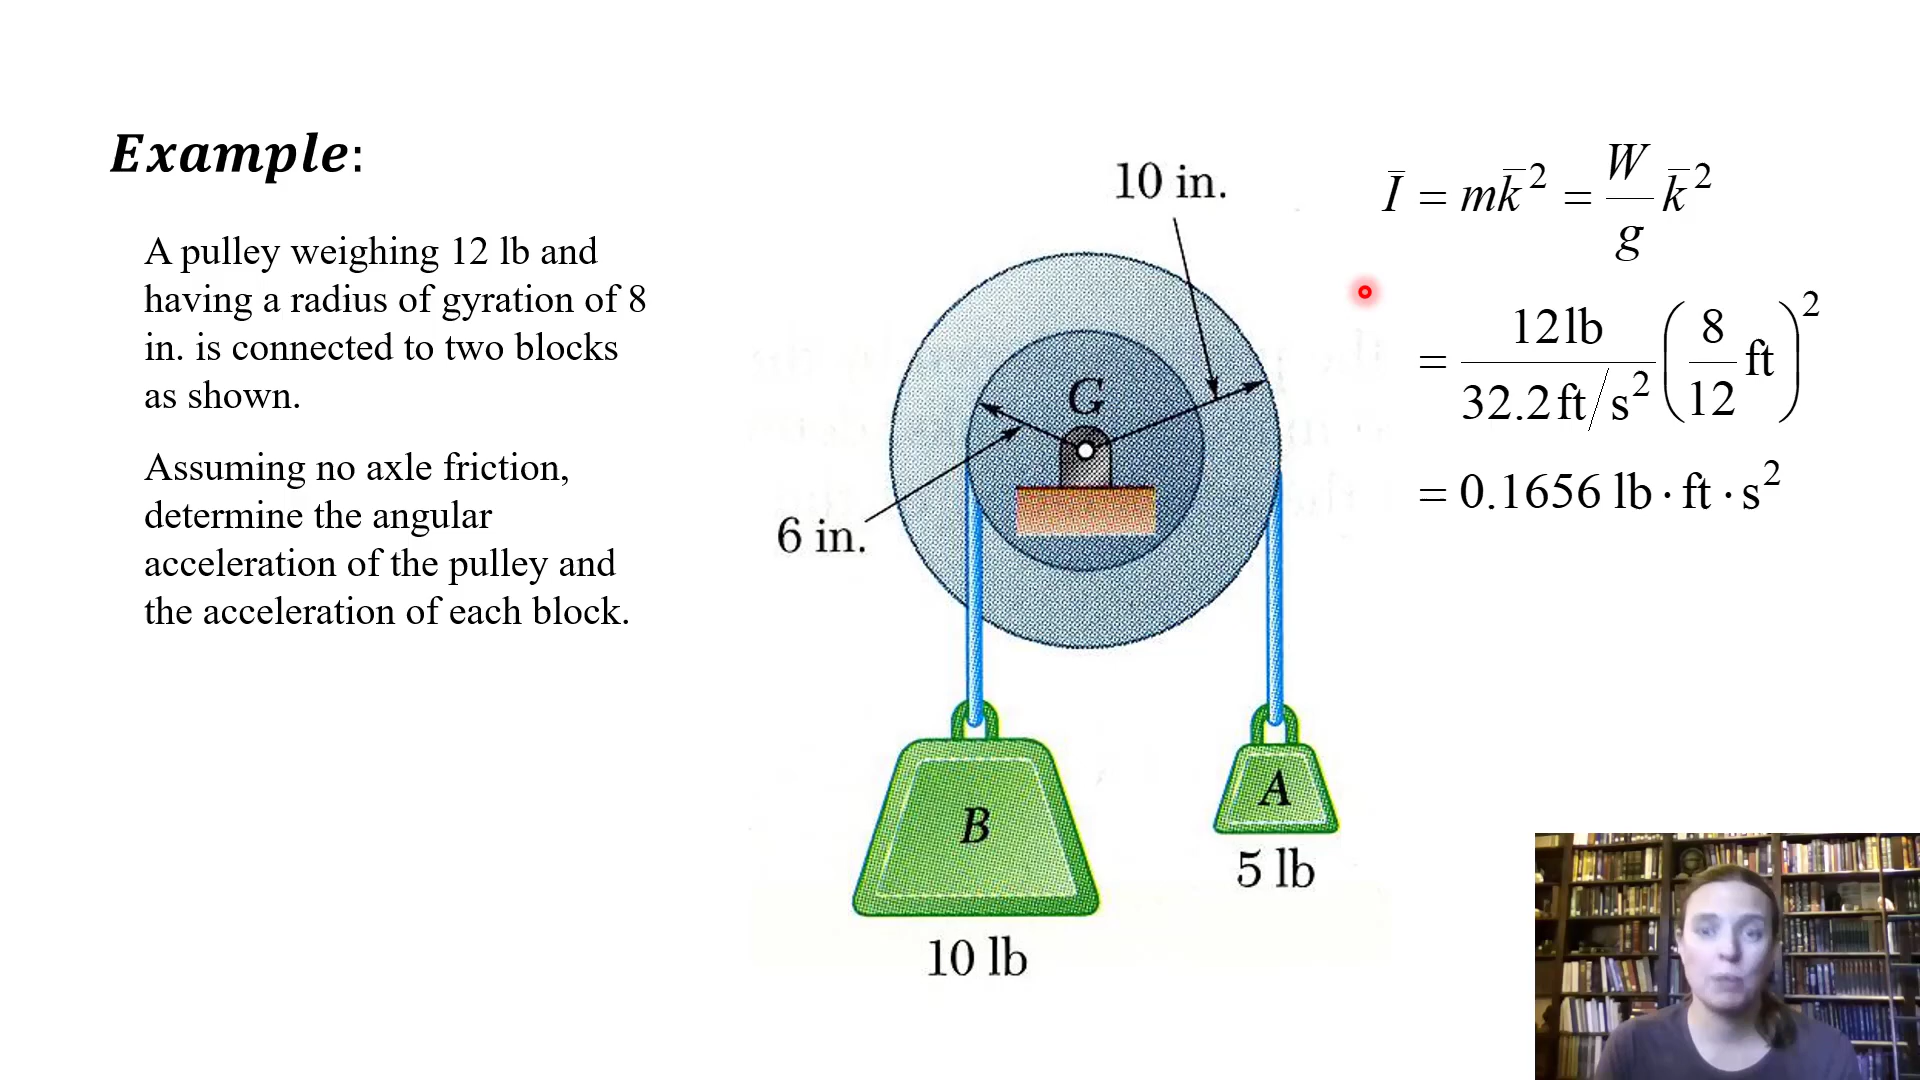 Example:
A pulley weighing 12 lb and
having a radius of gyration of 8
in. is connected to two blocks
as shown.
Assuming no axle friction,
determine the angular
acceleration of the pulley and
the acceleration of each block.
10 in.
G
6 in.
B
A
5 lb
10 lb
Ī = mk̄² = W/g k̄²
= 12 lb / 32.2 ft/s² (8/12 ft)²
= 0.1656 lb · ft · s²